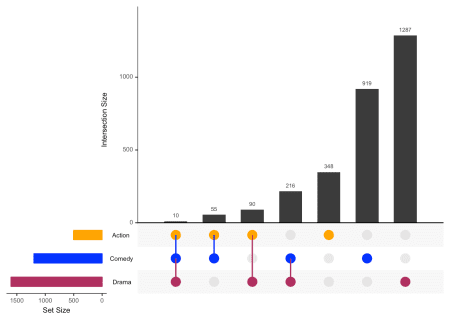 1287
1000
919
Intersection Size
500
348
216
90
55
10
0
Action
Comedy
Drama
1500 1000 500 0
Set Size